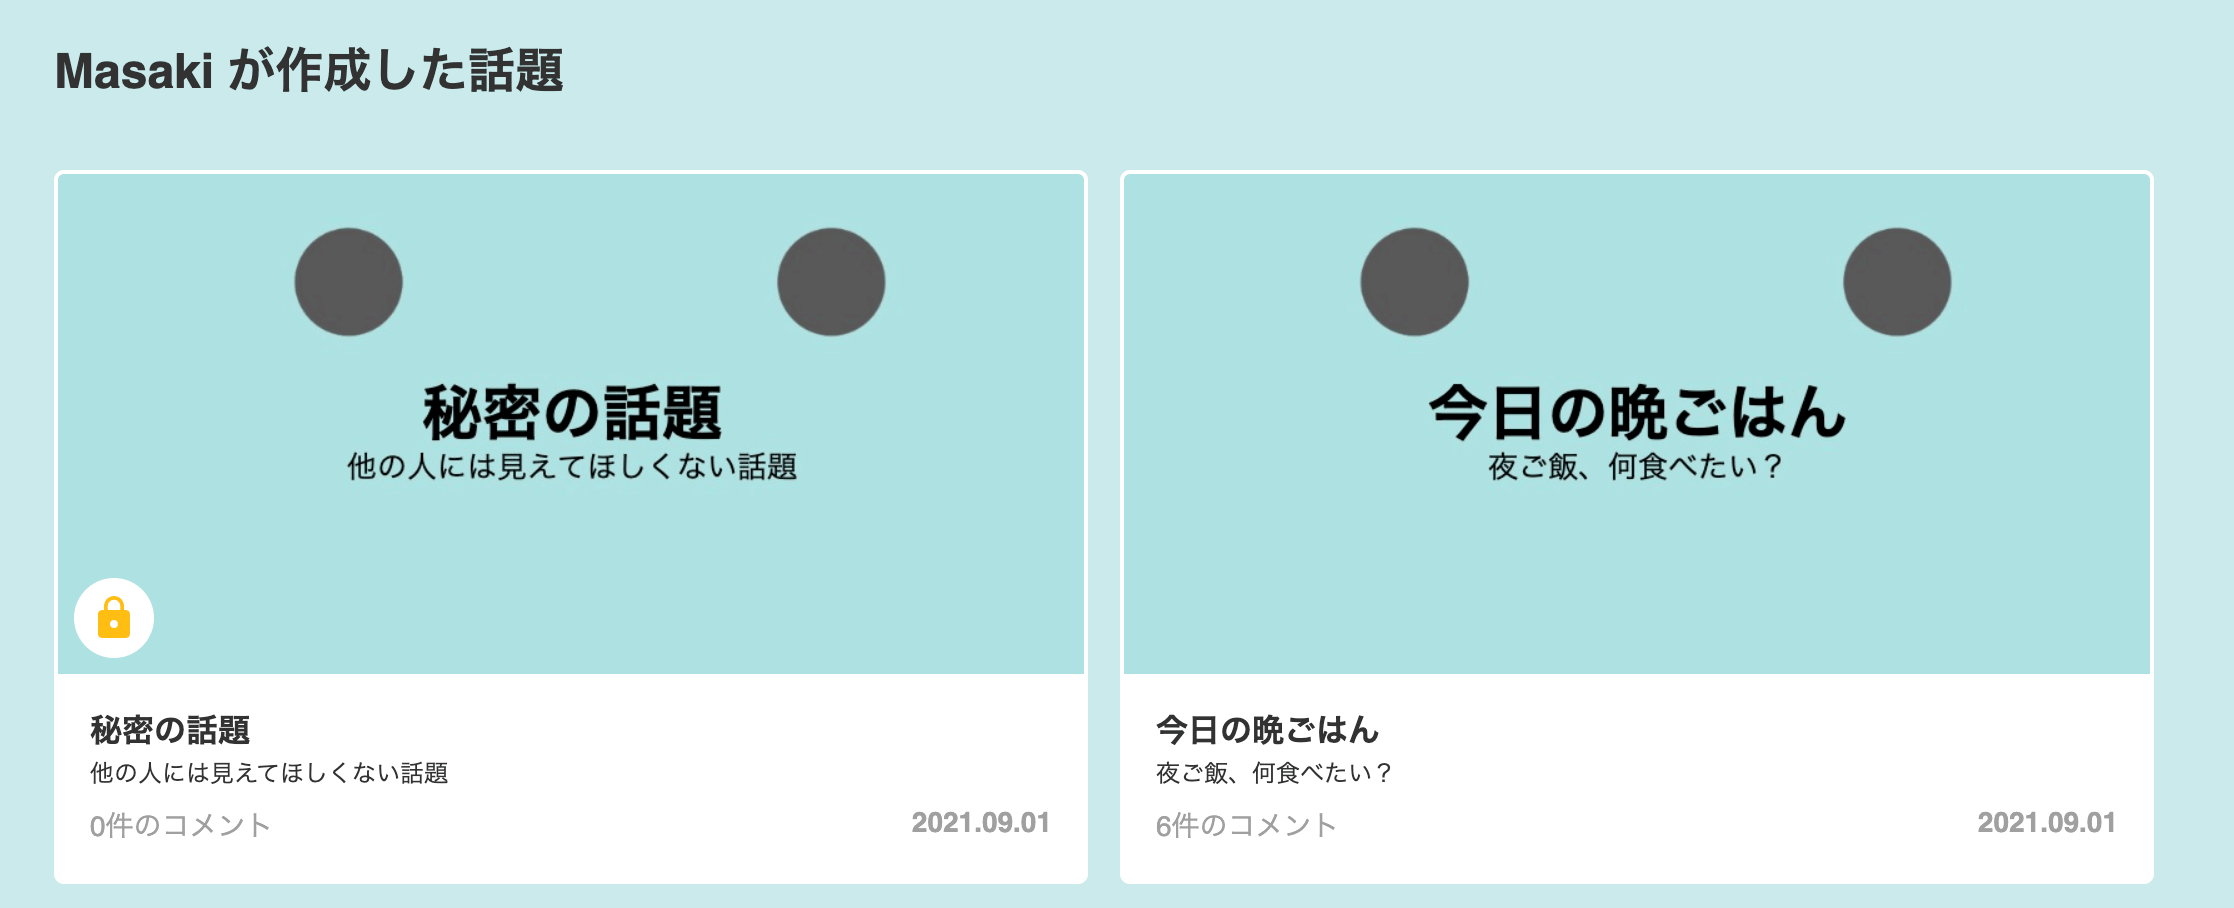 Masaki が作成した話題
秘密の話題
他の人には見えてほしくない話題
秘密の話題
他の人には見えてほしくない話題
0件のコメント
2021.09.01
今日の晩ごはん
夜ご飯、何食べたい？
今日の晩ごはん
夜ご飯、何食べたい？
6件のコメント
2021.09.01